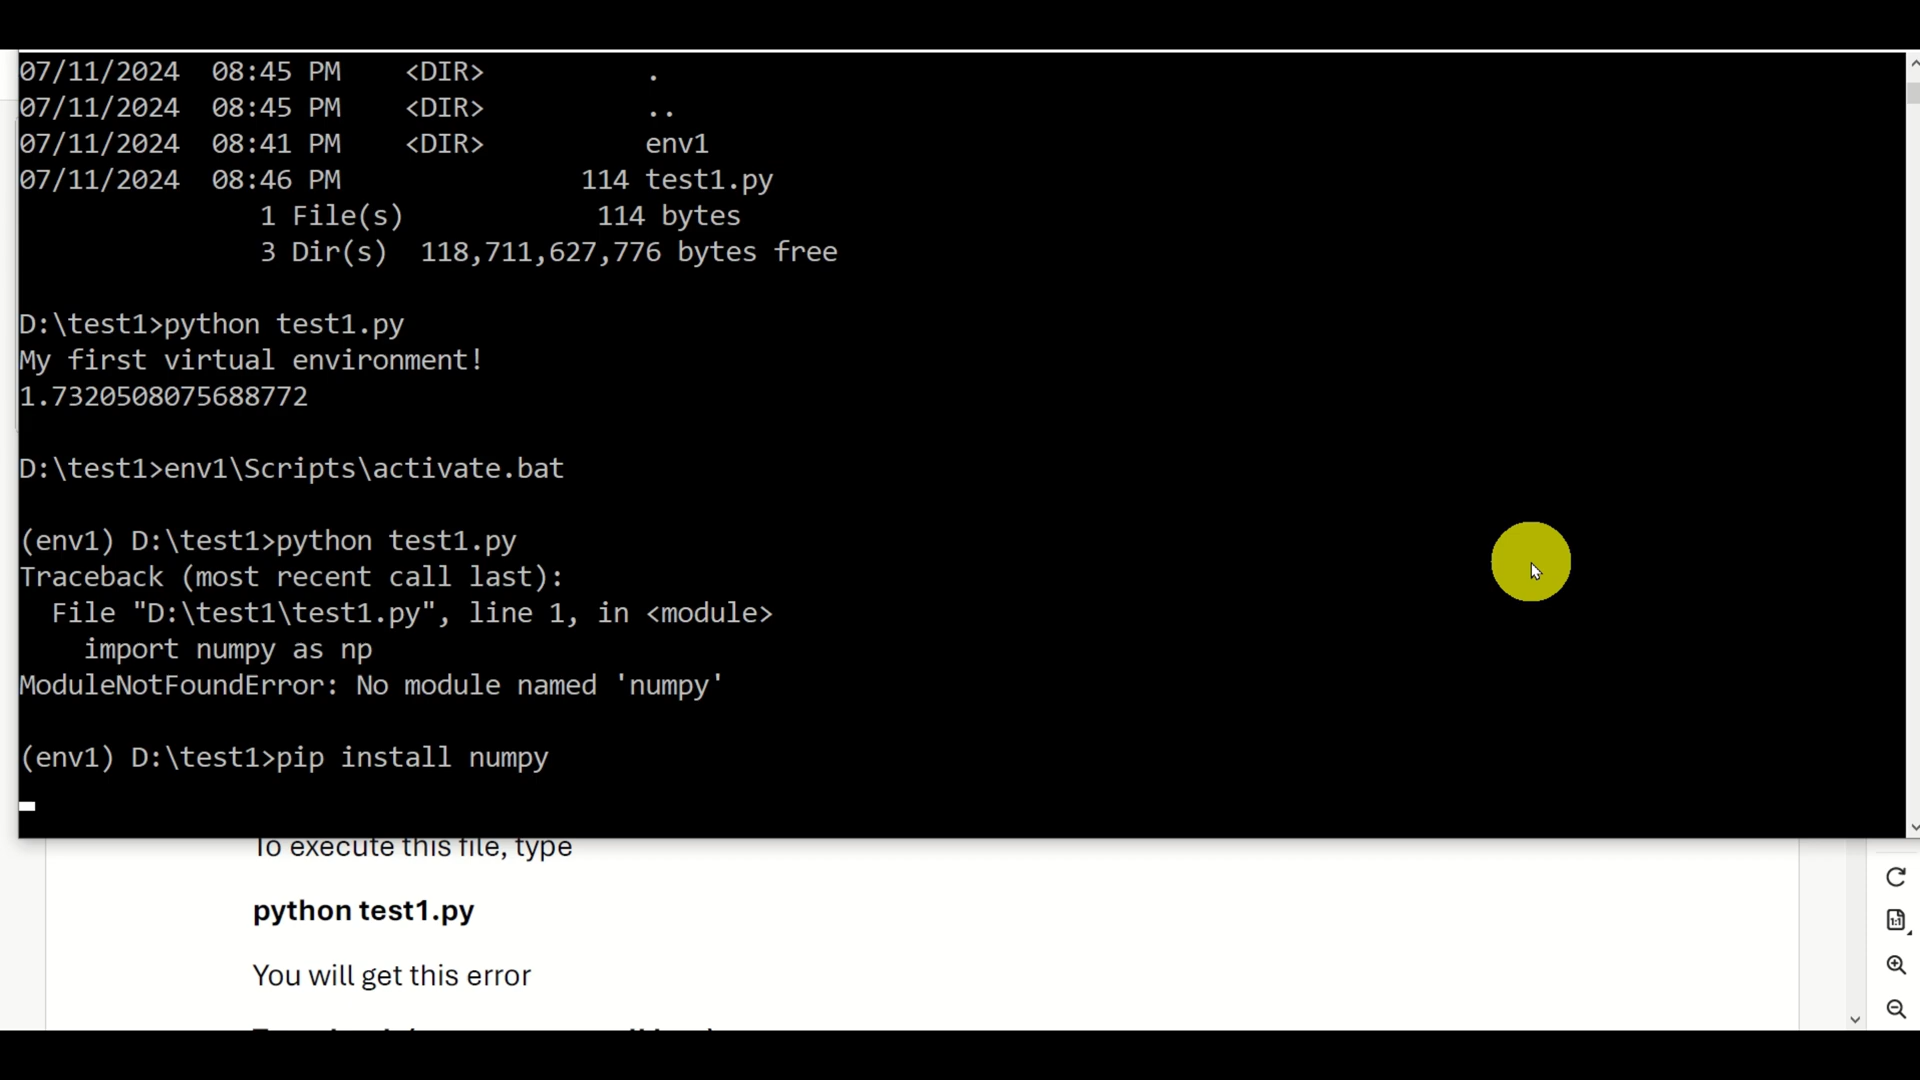 07/11/2024  08:45 PM    <DIR>          .
07/11/2024  08:45 PM    <DIR>          ..
07/11/2024  08:41 PM    <DIR>          env1
07/11/2024  08:46 PM               114 test1.py
               1 File(s)            114 bytes
               3 Dir(s)  118,711,627,776 bytes free
D:\test1>python test1.py
My first virtual environment!
1.7320508075688772
D:\test1>env1\Scripts\activate.bat
(env1) D:\test1>python test1.py
Traceback (most recent call last):
  File "D:\test1\test1.py", line 1, in <module>
    import numpy as np
ModuleNotFoundError: No module named 'numpy'
(env1) D:\test1>pip install numpy
To execute this file, type
python test1.py
You will get this error
1:1